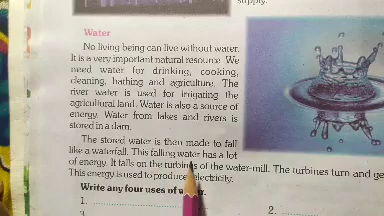 supply.
Water
No living being can live without water.
It is a very important natural resource. We
need water for drinking, cooking,
cleaning, bathing and agriculture. The
river water is used for irrigating the
agricultural land. Water is also a source of
energy. Water from lakes and rivers is
stored in a dam.
The stored water is then made to fall
like a waterfall. This falling water has a lot
of energy. It falls on the turbines of the water-mill. The turbines turn and
This energy is used to produce electricity.
Write any four uses of
1.
2.
3.